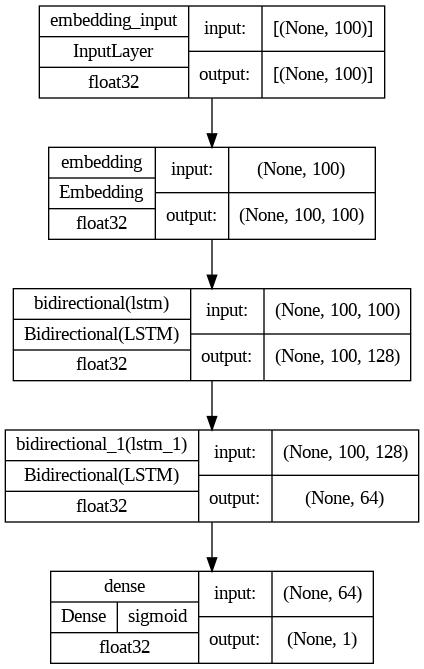 embedding_input input: [(None, 100)]
InputLayer
output: [(None, 100)]
float32
embedding input: (None, 100)
Embedding
output: (None, 100, 100)
float32
bidirectional(lstm) input: (None, 100, 100)
Bidirectional(LSTM)
output: (None, 100, 128)
float32
bidirectional_1(lstm_1) input: (None, 100, 128)
Bidirectional(LSTM)
output: (None, 64)
float32
dense input: (None, 64)
Dense sigmoid
output: (None, 1)
float32